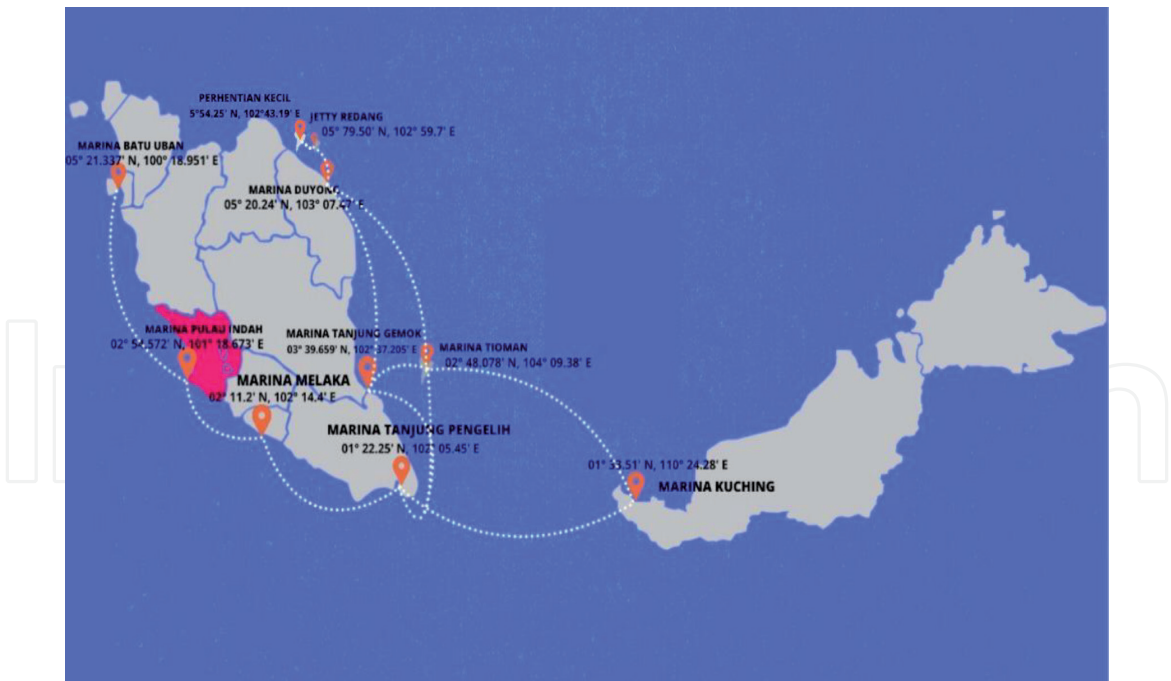 PERHENTIAN KECIL
5°54.25' N, 102°43.19' E
JETTY REDANG
05° 79.50' N, 102° 59.7' E
MARINA BATU UBAN
05° 21.337' N, 100° 18.951' E
MARINA DUYONG
05° 20.24' N, 103° 07.47' E
MARINA PULAU INDAH
02° 54.572' N, 101° 18.673' E
MARINA TANJUNG GEMOK
03° 39.659' N, 102° 37.205' E
MARINA TIOMAN
02° 48.078' N, 104° 09.38' E
MARINA MELAKA
02° 11.2' N, 102° 14.4' E
MARINA TANJUNG PENGELIH
01° 22.25' N, 102° 05.45' E
01° 33.51' N, 110° 24.28' E
MARINA KUCHING